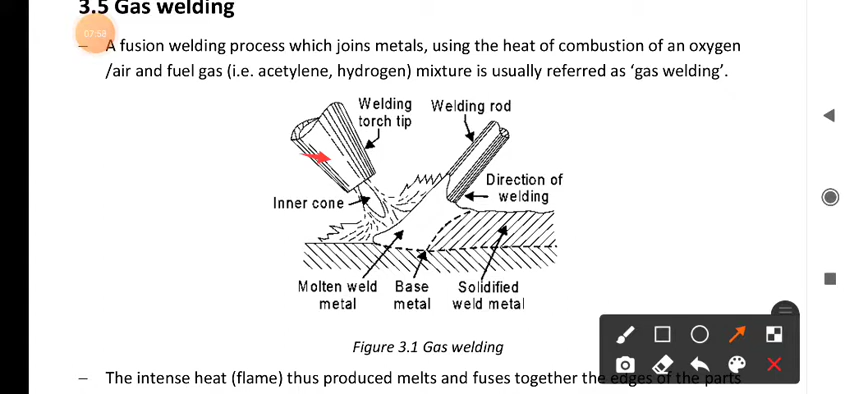 3.5 Gas welding
07:58
– A fusion welding process which joins metals, using the heat of combustion of an oxygen
/air and fuel gas (i.e. acetylene, hydrogen) mixture is usually referred as ‘gas welding’.
Welding
torch tip
Welding rod
Direction of
welding
Inner cone
Molten weld
metal
Base
metal
Solidified
weld metal
Figure 3.1 Gas welding
– The intense heat (flame) thus produced melts and fuses together the edges of the parts